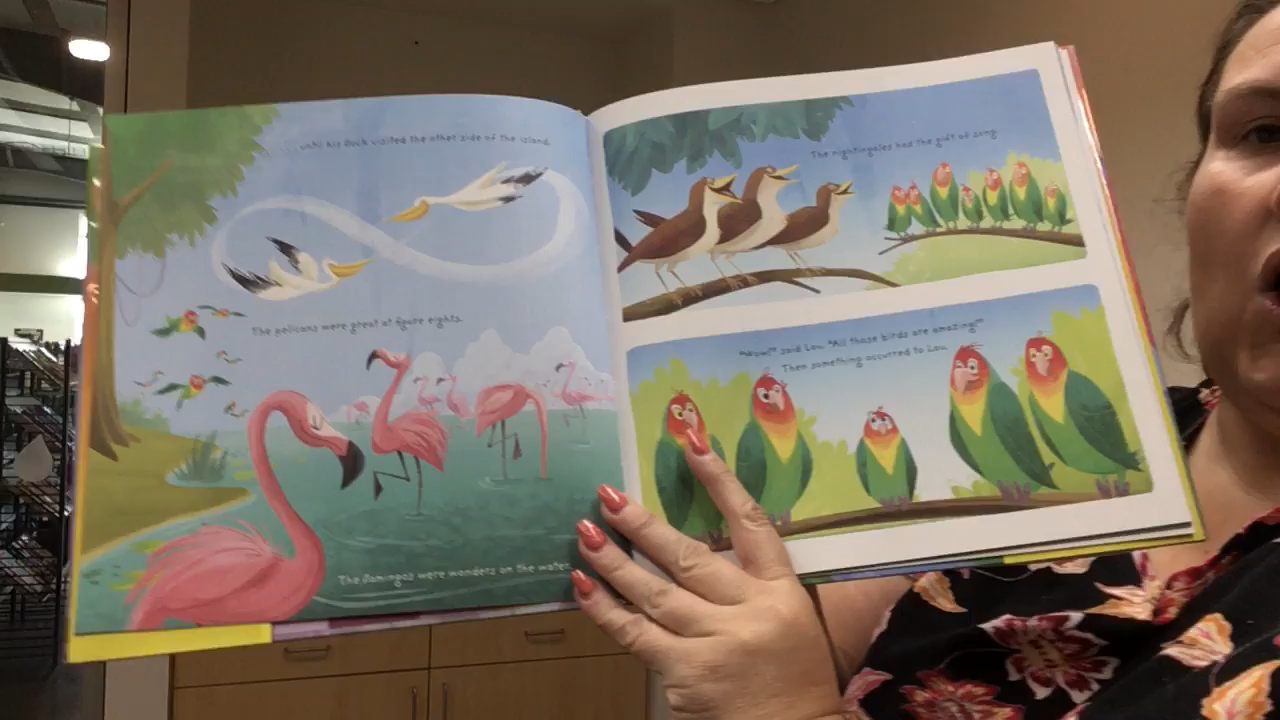 ...until his flock visited the other side of the island.
The pelicans were great at figure eights.
The flamingos were wonders on the water.
The nightingales had the gift of song.
"Wow!" said Lou. "All those birds are amazing!"
Then something occurred to Lou.